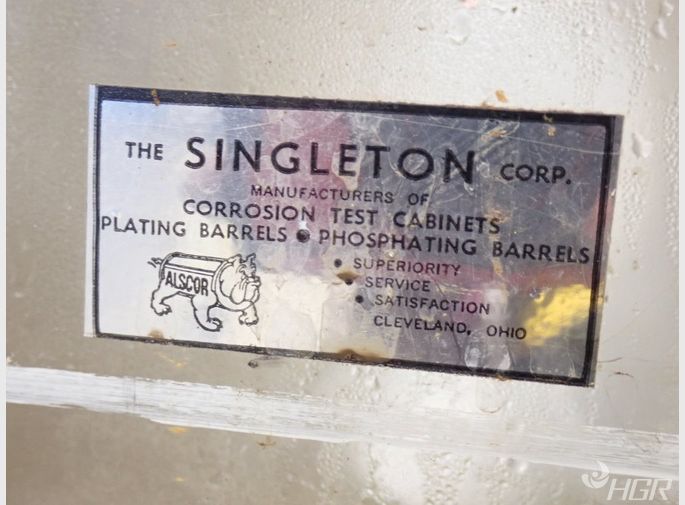 THE SINGLETON CORP.
MANUFACTURERS OF
CORROSION TEST CABINETS
PLATING BARRELS • PHOSPHATING BARRELS
• SUPERIORITY
• SERVICE
• SATISFACTION
CLEVELAND, OHIO
ALSCOR
HGR